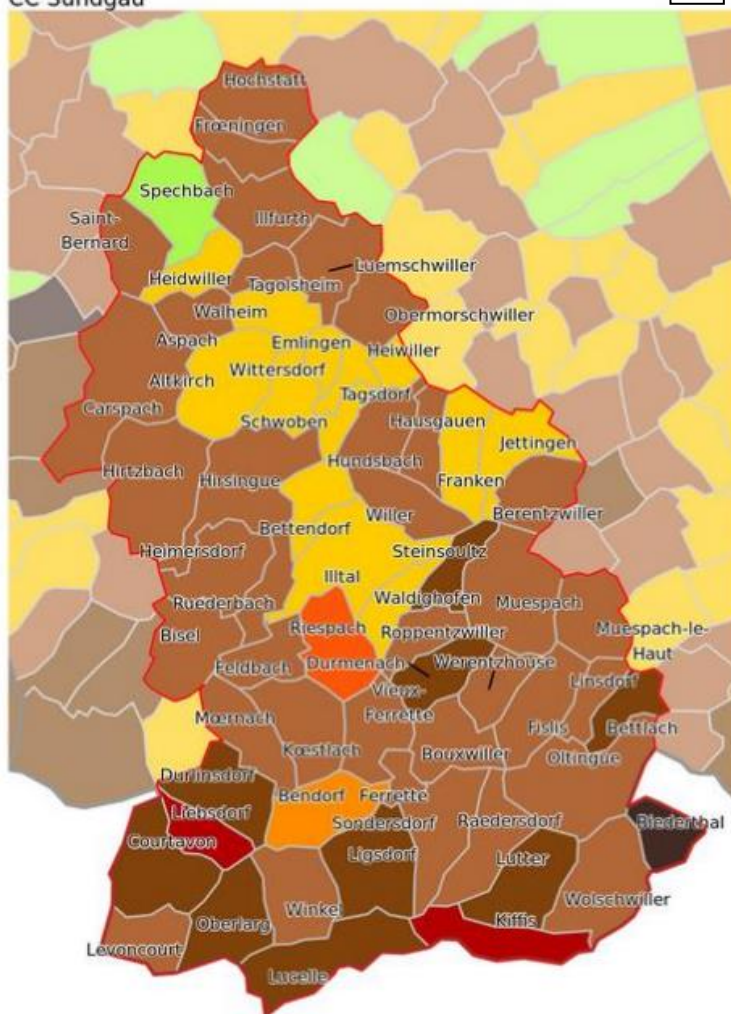 CC Sundgau
Hochstatt
Frœningen
Spechbach
Saint-
Bernard
Illfurth
Luemschwiller
Heidwiller
Tagolsheim
Walheim
Obermorschwiller
Aspach
Emlingen
Heiwiller
Wittersdorf
Altkirch
Tagsdorf
Carspach
Schwoben
Hausgauen
Jettingen
Hundsbach
Hirtzbach
Hirsingue
Franken
Willer
Berentzwiller
Bettendorf
Heimersdorf
Steinsoultz
Illtal
Waldighofen
Ruederbach
Muespach
Bisel
Riespach
Roppentzwiller
Muespach-le-
Haut
Feldbach
Durmenach
Werentzhouse
Linsdorf
Vieux-
Ferrette
Mœrnach
Fislis
Bettlach
Kœstlach
Bouxwiller
Oltingue
Durlinsdorf
Bendorf
Ferrette
Liebsdorf
Sondersdorf
Raedersdorf
Biederthal
Courtavon
Ligsdorf
Lutter
Wolschwiller
Oberlarg
Winkel
Kiffis
Levoncourt
Lucelle